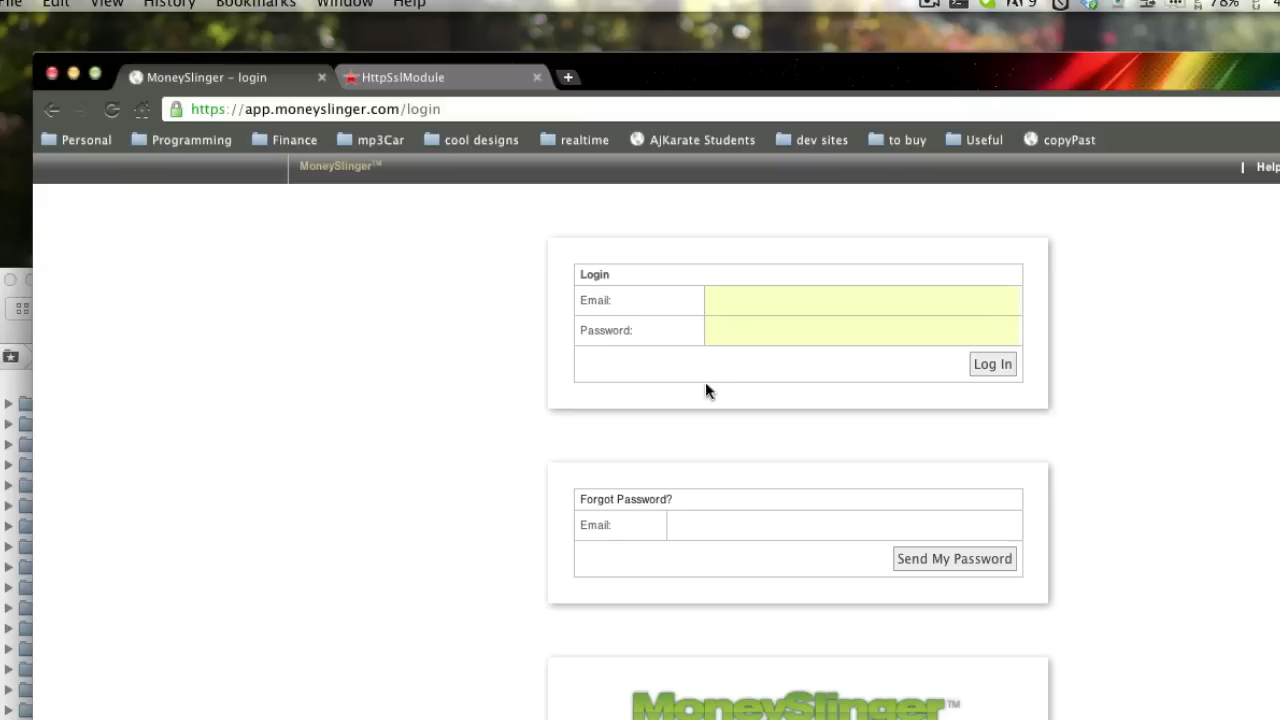 File Edit View History Bookmarks Window Help 78%
MoneySlinger - login HttpSslModule
https://app.moneyslinger.com/login
Personal Programming Finance mp3Car cool designs realtime AjKarate Students dev sites to buy Useful copyPast
MoneySlinger™ | Help
Login
Email:
Password:
Log In
Forgot Password?
Email:
Send My Password
MoneySlinger™